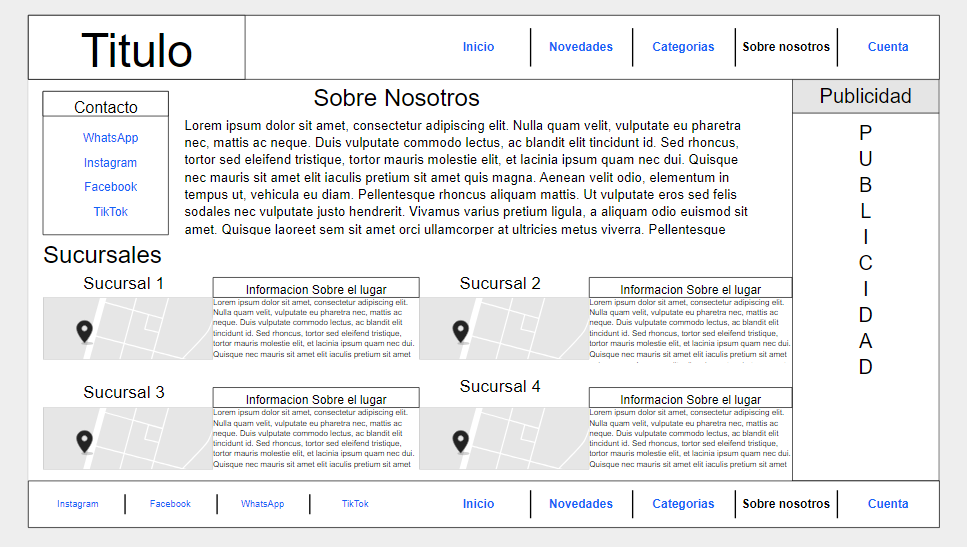 Titulo
Inicio
Novedades
Categorias
Sobre nosotros
Cuenta
Contacto
WhatsApp
Instagram
Facebook
TikTok
Sobre Nosotros
Lorem ipsum dolor sit amet, consectetur adipiscing elit. Nulla quam velit, vulputate eu pharetra
nec, mattis ac neque. Duis vulputate commodo lectus, ac blandit elit tincidunt id. Sed rhoncus,
tortor sed eleifend tristique, tortor mauris molestie elit, et lacinia ipsum quam nec dui. Quisque
nec mauris sit amet elit iaculis pretium sit amet quis magna. Aenean velit odio, elementum in
tempus ut, vehicula eu diam. Pellentesque rhoncus aliquam mattis. Ut vulputate eros sed felis
sodales nec vulputate justo hendrerit. Vivamus varius pretium ligula, a aliquam odio euismod sit
amet. Quisque laoreet sem sit amet orci ullamcorper at ultricies metus viverra. Pellentesque
Publicidad
P
U
B
L
I
C
I
D
A
D
Sucursales
Sucursal 1
Informacion Sobre el lugar
Lorem ipsum dolor sit amet, consectetur adipiscing elit.
Nulla quam velit, vulputate eu pharetra nec, mattis ac
neque. Duis vulputate commodo lectus, ac blandit elit
tincidunt id. Sed rhoncus, tortor sed eleifend tristique,
tortor mauris molestie elit, et lacinia ipsum quam nec dui.
Quisque nec mauris sit amet elit iaculis pretium sit amet
Sucursal 2
Informacion Sobre el lugar
Lorem ipsum dolor sit amet, consectetur adipiscing elit.
Nulla quam velit, vulputate eu pharetra nec, mattis ac
neque. Duis vulputate commodo lectus, ac blandit elit
tincidunt id. Sed rhoncus, tortor sed eleifend tristique,
tortor mauris molestie elit, et lacinia ipsum quam nec dui.
Quisque nec mauris sit amet elit iaculis pretium sit amet
Sucursal 3
Informacion Sobre el lugar
Lorem ipsum dolor sit amet, consectetur adipiscing elit.
Nulla quam velit, vulputate eu pharetra nec, mattis ac
neque. Duis vulputate commodo lectus, ac blandit elit
tincidunt id. Sed rhoncus, tortor sed eleifend tristique,
tortor mauris molestie elit, et lacinia ipsum quam nec dui.
Quisque nec mauris sit amet elit iaculis pretium sit amet
Sucursal 4
Informacion Sobre el lugar
Lorem ipsum dolor sit amet, consectetur adipiscing elit.
Nulla quam velit, vulputate eu pharetra nec, mattis ac
neque. Duis vulputate commodo lectus, ac blandit elit
tincidunt id. Sed rhoncus, tortor sed eleifend tristique,
tortor mauris molestie elit, et lacinia ipsum quam nec dui.
Quisque nec mauris sit amet elit iaculis pretium sit amet
Instagram
Facebook
WhatsApp
TikTok
Inicio
Novedades
Categorias
Sobre nosotros
Cuenta